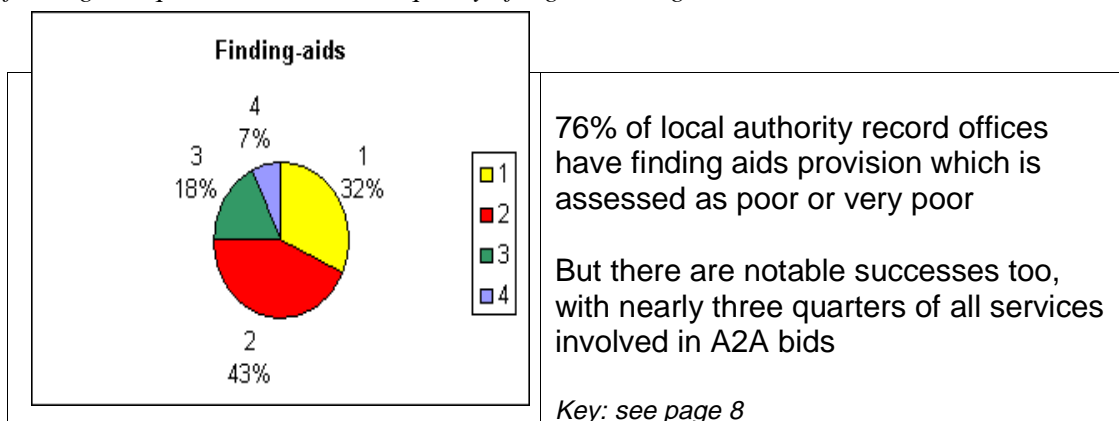 Finding-aids
4
7%
3
18%
1
32%
2
43%
1
2
3
4
76% of local authority record offices
have finding aids provision which is
assessed as poor or very poor
But there are notable successes too,
with nearly three quarters of all services
involved in A2A bids
Key: see page 8